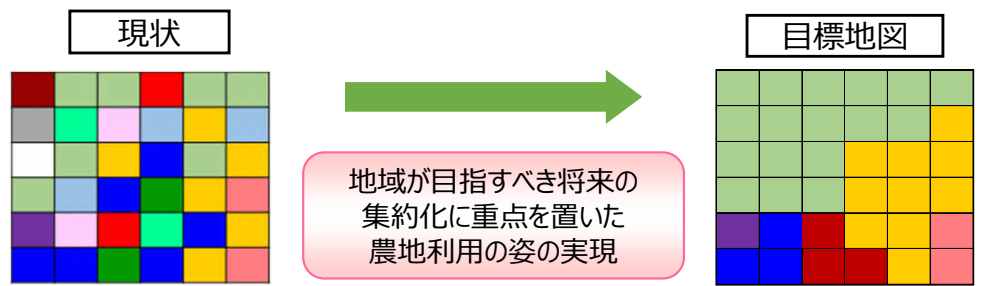 現状
目標地図
地域が目指すべき将来の
集約化に重点を置いた
農地利用の姿の実現